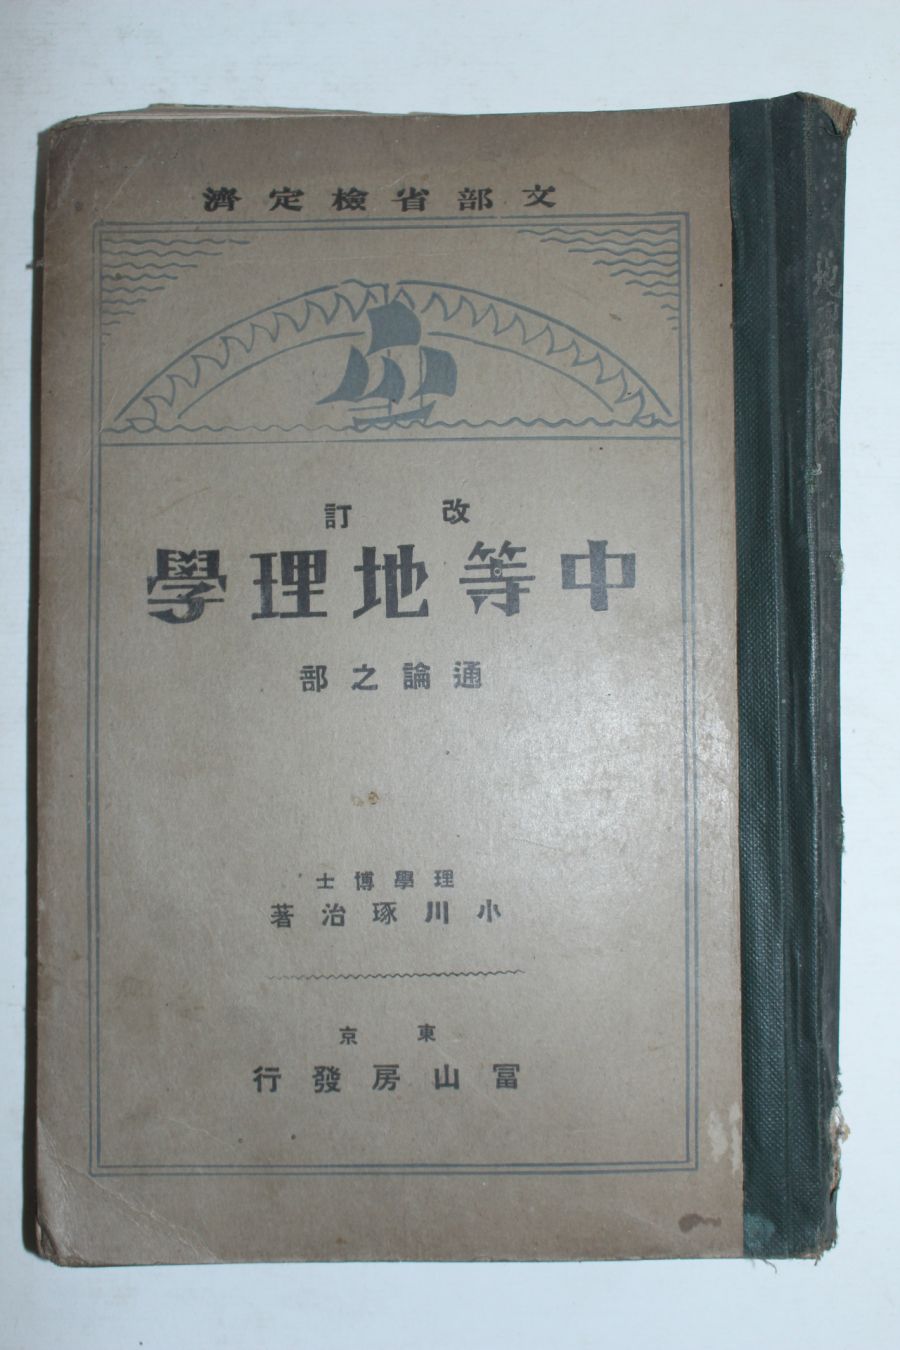 文部省檢定濟
改訂
中等地理學
通論之部
理學博士
小川琢治著
東京
冨山房發行